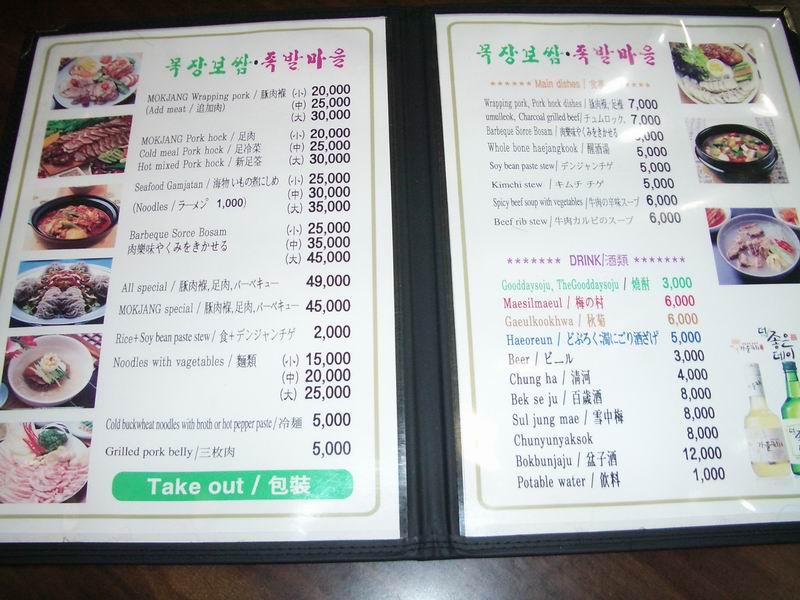 목장보쌈·족발마을
MOKJANG Wrapping pork / 豚肉褓 (小) 20,000
(Add meat / 追加肉) (中) 25,000
(大) 30,000
MOKJANG Pork hock / 足肉 (小) 20,000
Cold meal Pork hock / 足冷菜 (中) 25,000
Hot mixed Pork hock / 新足荃 (大) 30,000
Seafood Gamjatan / 海物 いもの煮にしめ (小) 25,000
(中) 30,000
(Noodles / ラーメン 1,000) (大) 35,000
Barbeque Sorce Bosam (小) 25,000
肉樂味やくみをきかせる (中) 35,000
(大) 45,000
All special / 豚肉褓, 足肉, バーベキュー 49,000
MOKJANG special / 豚肉褓, 足肉, バーベキュー 45,000
Rice+Soy bean paste stew / 食+デンジャンチゲ 2,000
Noodles with vagetables / 麵類 (小) 15,000
(中) 20,000
(大) 25,000
Cold buckwheat noodles with broth or hot pepper paste / 冷麵 5,000
Grilled pork belly / 三枚肉 5,000
Take out / 包裝
목장보쌈·족발마을
****** Main dishes / 食事 ******
Wrapping pork, Pork hock dishes / 豚肉褓, 足褓 7,000
umulleok, Charcoal grilled beef / チュムロック, 7,000
Barbeque Sorce Bosam / 肉樂味やくみをきかせる 6,000
Whole bone haejangkook / 醒酒湯 5,000
Soy bean paste stew / デンジャンチゲ 5,000
Kimchi stew / キムチ チゲ 5,000
Spicy beef soup with vegetables / 牛肉の辛味スープ 6,000
Beef rib stew / 牛肉カルビのスープ 6,000
******* DRINK/酒類 *******
Gooddaysoju, TheGooddaysoju / 燒酎 3,000
Maesilmaeul / 梅の村 6,000
Gaeulkookhwa / 秋菊 6,000
Haeoreun / どぶろく;濁にごり酒ざけ 5,000
Beer / ビール 3,000
Chung ha / 清河 4,000
Bek se ju / 百歲酒 8,000
Sul jung mae / 雪中梅 8,000
Chunyunyaksok 8,000
Bokbunjaju / 盆子酒 12,000
Potable water / 飮料 1,000
더
좋은
데이